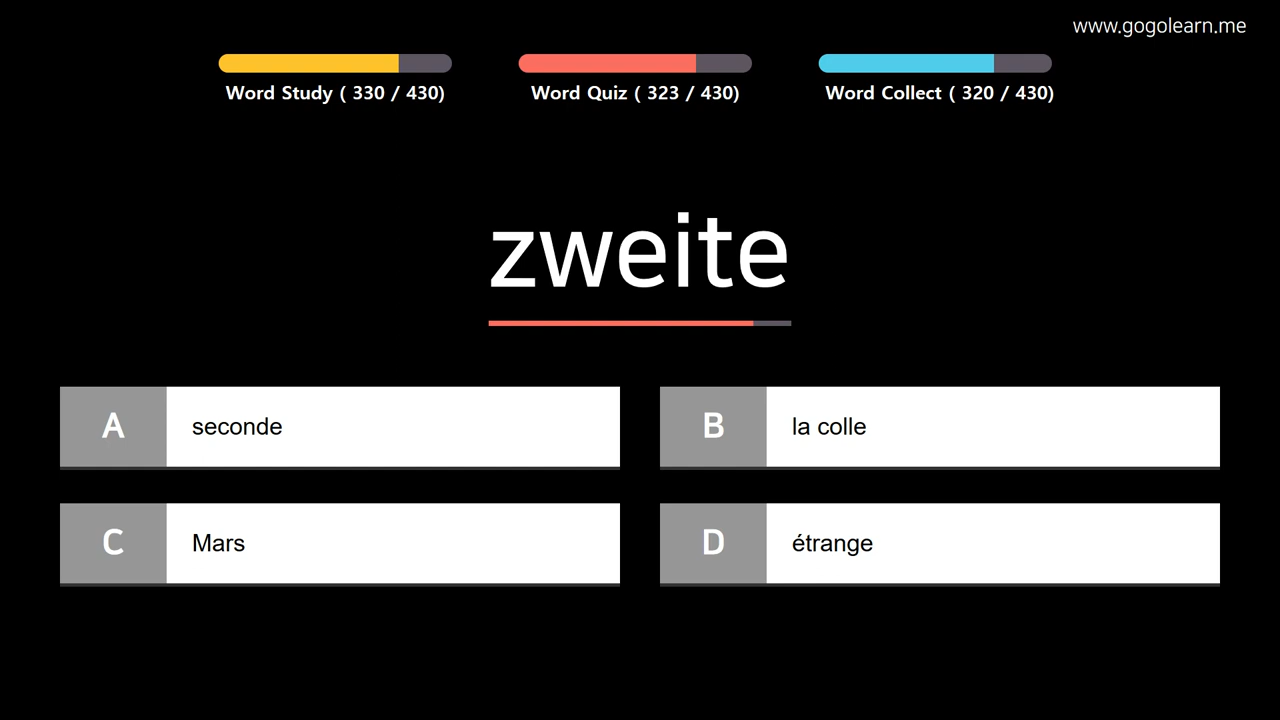 www.gogolearn.me
Word Study ( 330 / 430)
Word Quiz ( 323 / 430)
Word Collect ( 320 / 430)
zweite
A seconde
B la colle
C Mars
D étrange